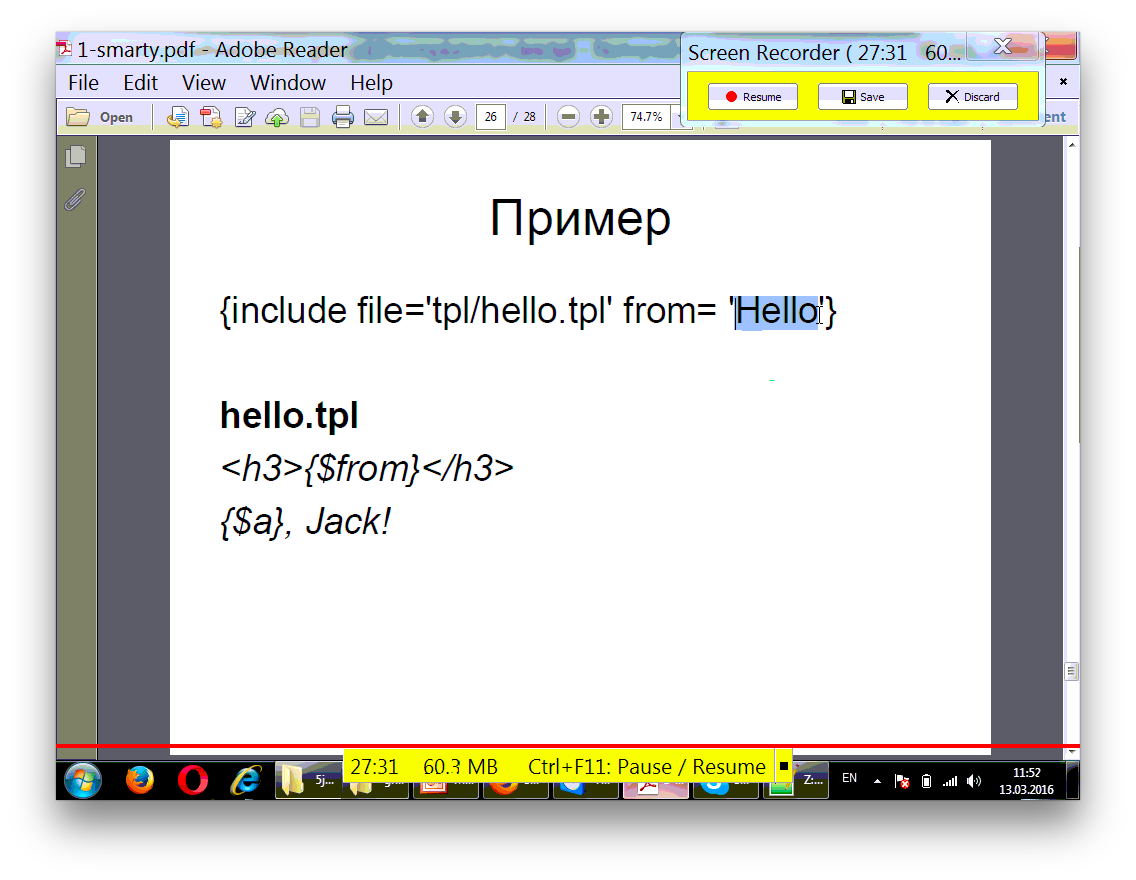 1-smarty.pdf - Adobe Reader
Screen Recorder ( 27:31 60...
File Edit View Window Help
Resume Save Discard
Open 26 / 28 74.7%
Пример
{include file='tpl/hello.tpl' from= 'Hello'}
hello.tpl
<h3>{$from}</h3>
{$a}, Jack!
27:31 60.3 MB Ctrl+F11: Pause / Resume
5j... Z:... EN 11:52
13.03.2016